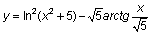 y = ln²(x² + 5) − √5 arctg x/√5